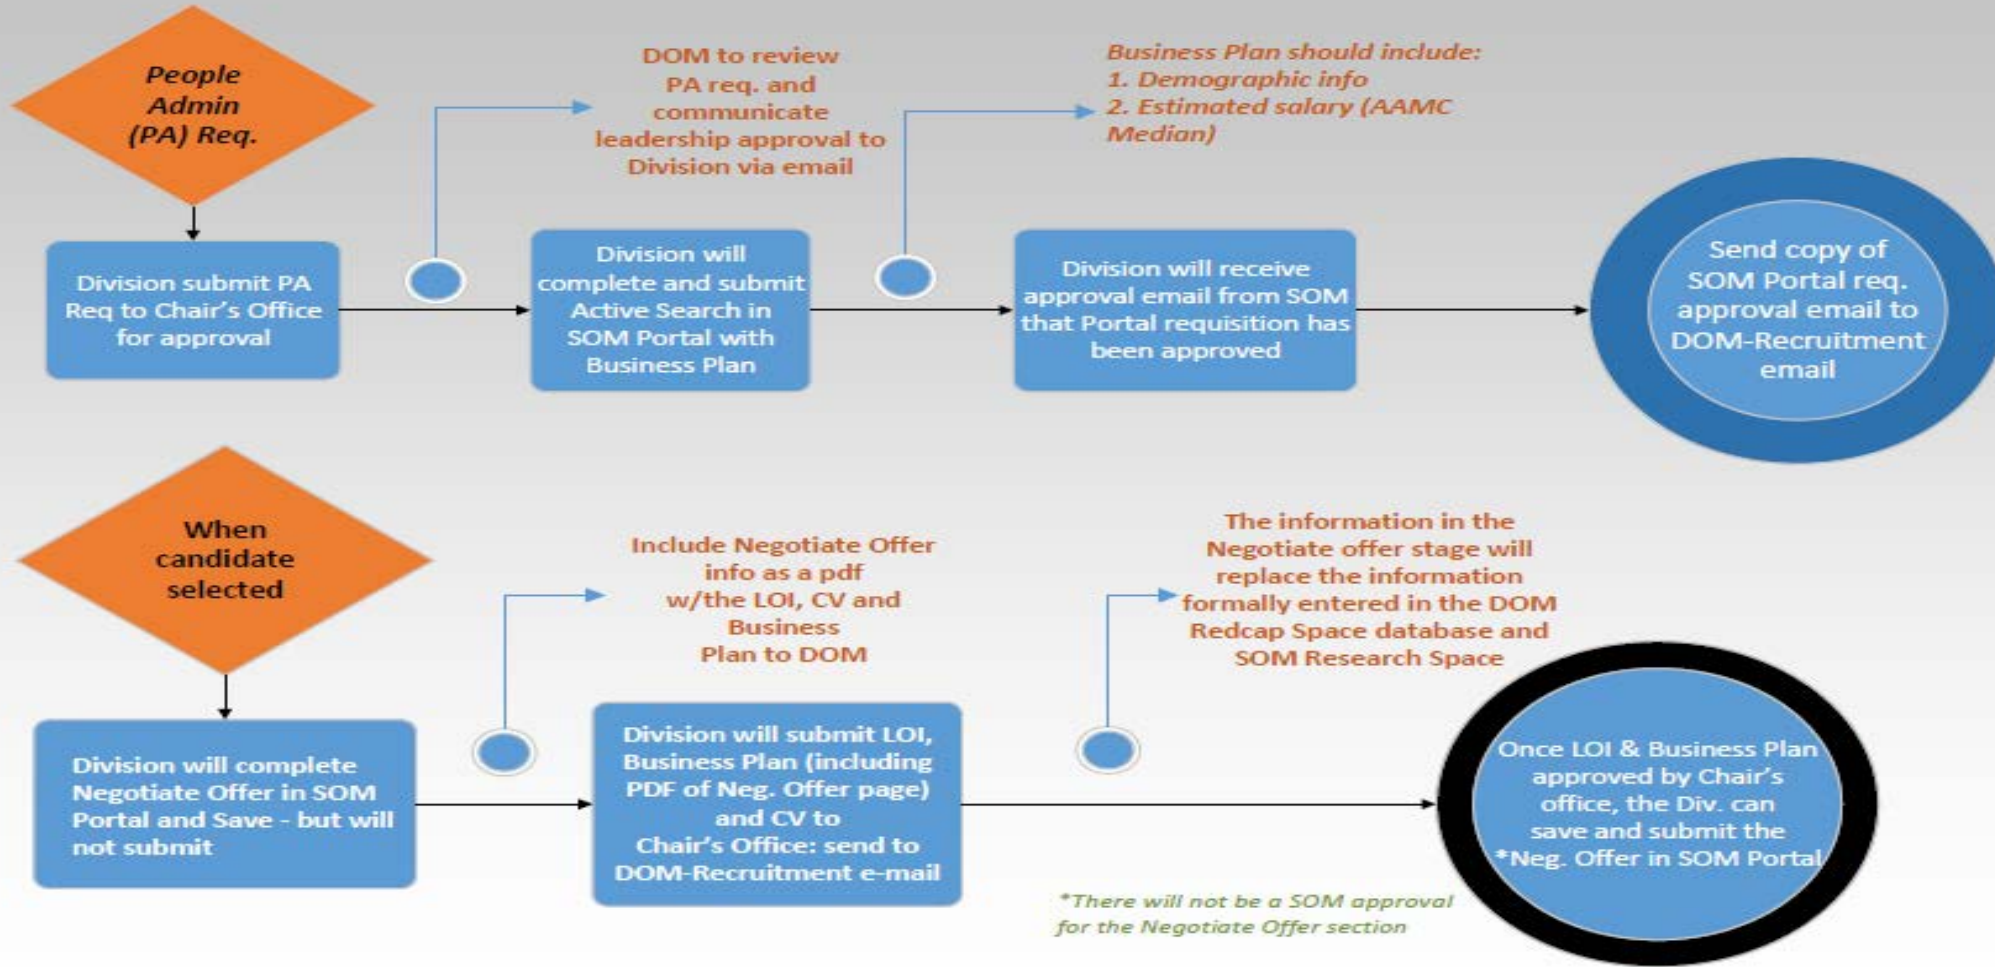 People
Admin
(PA) Req.
DOM to review
PA req. and
communicate
leadership approval to
Division via email
Business Plan should include:
1. Demographic info
2. Estimated salary (AAMC
Median)
Division submit PA
Req to Chair's Office
for approval
Division will
complete and submit
Active Search in
SOM Portal with
Business Plan
Division will receive
approval email from SOM
that Portal requisition has
been approved
Send copy of
SOM Portal req.
approval email to
DOM-Recruitment
email
When
candidate
selected
Include Negotiate Offer
info as a pdf
w/the LOI, CV and
Business
Plan to DOM
The information in the
Negotiate offer stage will
replace the information
formally entered in the DOM
Redcap Space database and
SOM Research Space
Division will complete
Negotiate Offer in SOM
Portal and Save - but will
not submit
Division will submit LOI,
Business Plan (including
PDF of Neg. Offer page)
and CV to
Chair's Office: send to
DOM-Recruitment e-mail
Once LOI & Business Plan
approved by Chair's
office, the Div. can
save and submit the
*Neg. Offer in SOM Portal
*There will not be a SOM approval
for the Negotiate Offer section